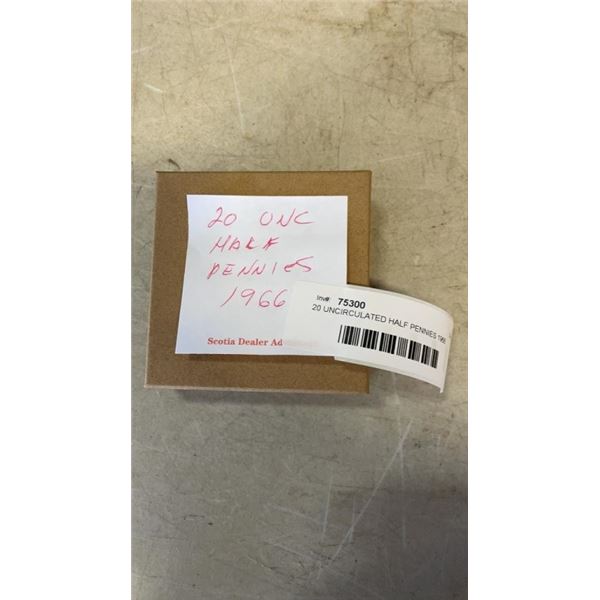 20 UNC
HALF
PENNIES
1966
Scotia Dealer Ad
Inv#: 75300
20 UNCIRCULATED HALF PENNIES 1966